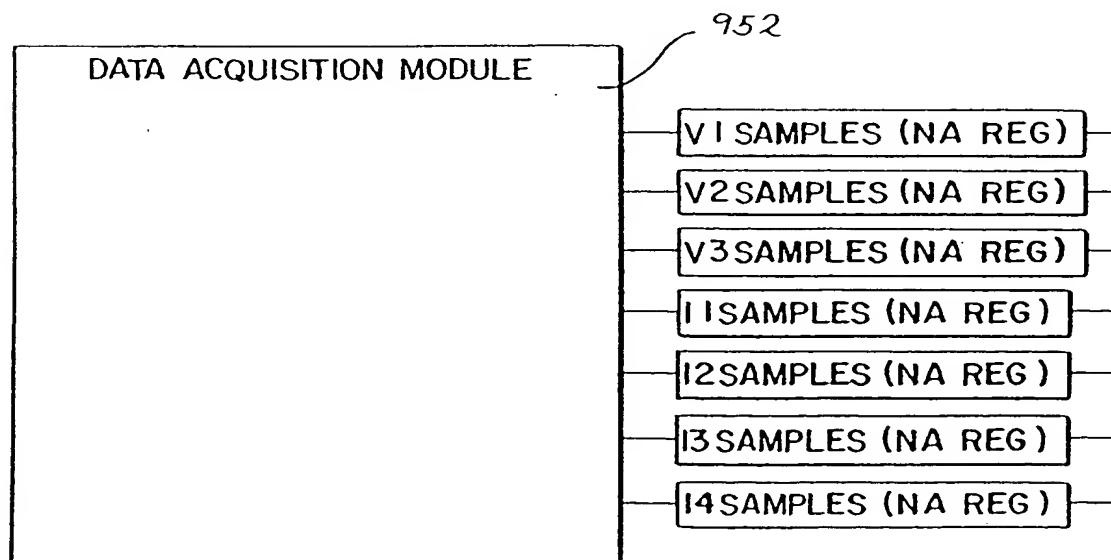 952
DATA ACQUISITION MODULE
V1 SAMPLES (NA REG)
V2 SAMPLES (NA REG)
V3 SAMPLES (NA REG)
I1 SAMPLES (NA REG)
I2 SAMPLES (NA REG)
I3 SAMPLES (NA REG)
I4 SAMPLES (NA REG)